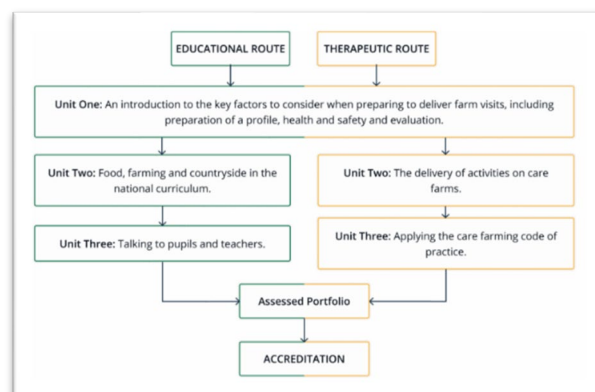 EDUCATIONAL ROUTE
THERAPEUTIC ROUTE
Unit One: An introduction to the key factors to consider when preparing to deliver farm visits, including
preparation of a profile, health and safety and evaluation.
Unit Two: Food, farming and countryside in the
national curriculum.
Unit Two: The delivery of activities on care
farms.
Unit Three: Talking to pupils and teachers.
Unit Three: Applying the care farming code of
practice.
Assessed Portfolio
ACCREDITATION